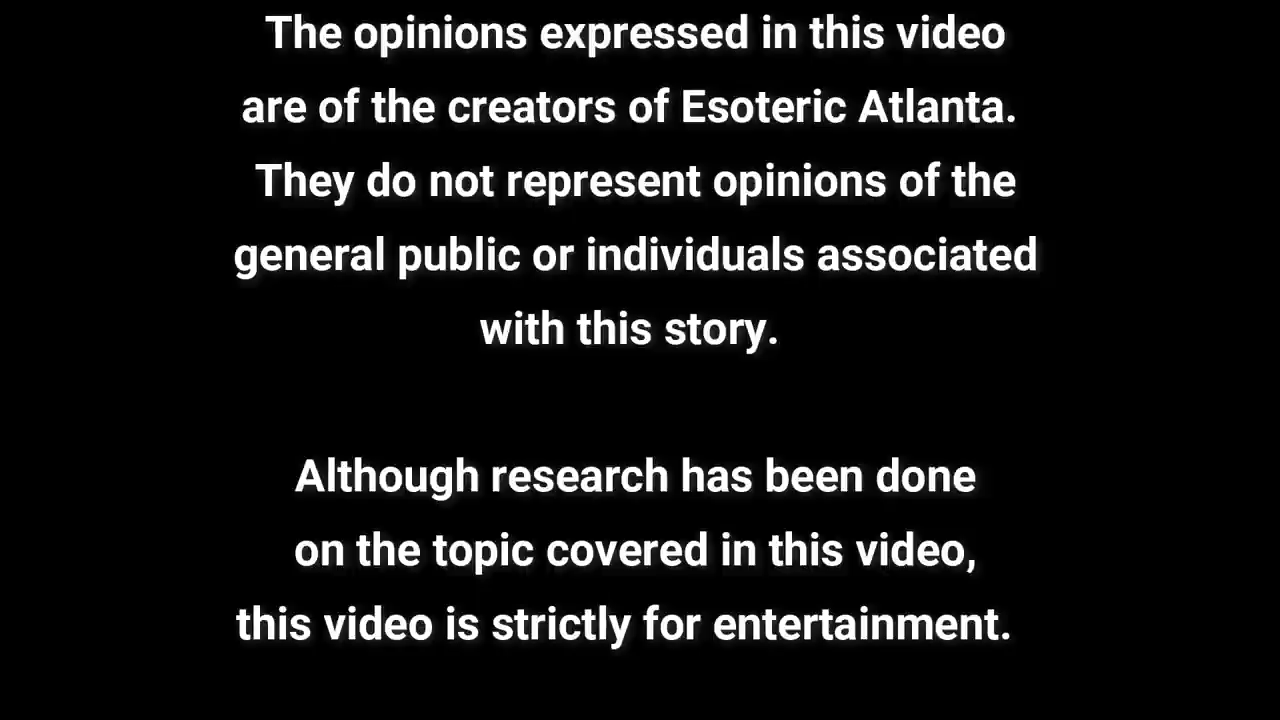 The opinions expressed in this video
are of the creators of Esoteric Atlanta.
They do not represent opinions of the
general public or individuals associated
with this story.
Although research has been done
on the topic covered in this video,
this video is strictly for entertainment.